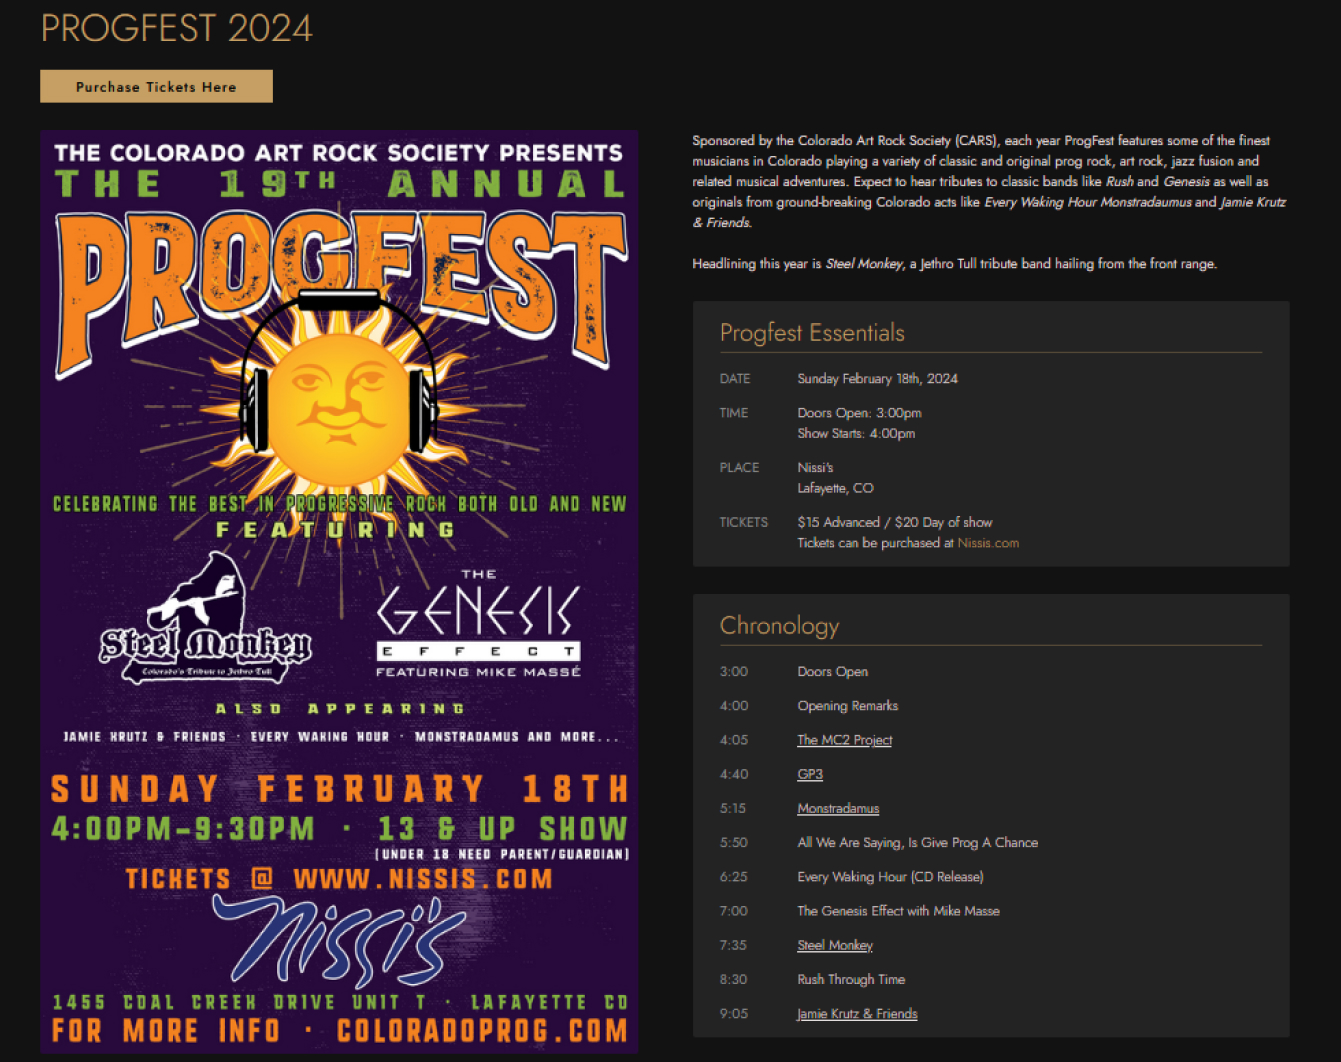 PROGFEST 2024
Purchase Tickets Here
THE COLORADO ART ROCK SOCIETY PRESENTS
THE 19TH ANNUAL
PROGFEST
CELEBRATING THE BEST IN PROGRESSIVE ROCK BOTH OLD AND NEW
FEATURING
Steel Monkey
Colorado's Tribute to Jethro Tull
THE
GENESIS
EFFECT
FEATURING MIKE MASSÉ
ALSO APPEARING
JAMIE KRUTZ & FRIENDS · EVERY WAKING HOUR · MONSTRADAMUS AND MORE...
SUNDAY FEBRUARY 18TH
4:00PM-9:30PM · 13 & UP SHOW
(UNDER 18 NEED PARENT/GUARDIAN)
TICKETS @ WWW.NISSIS.COM
Nissi's
1455 COAL CREEK DRIVE UNIT T · LAFAYETTE CO
FOR MORE INFO · COLORADOPROG.COM
Sponsored by the Colorado Art Rock Society (CARS), each year ProgFest features some of the finest
musicians in Colorado playing a variety of classic and original prog rock, art rock, jazz fusion and
related musical adventures. Expect to hear tributes to classic bands like Rush and Genesis as well as
originals from ground-breaking Colorado acts like Every Waking Hour Monstradaumus and Jamie Krutz
& Friends.
Headlining this year is Steel Monkey, a Jethro Tull tribute band hailing from the front range.
Progfest Essentials
DATE Sunday February 18th, 2024
TIME Doors Open: 3:00pm
Show Starts: 4:00pm
PLACE Nissi's
Lafayette, CO
TICKETS $15 Advanced / $20 Day of show
Tickets can be purchased at Nissis.com
Chronology
3:00 Doors Open
4:00 Opening Remarks
4:05 The MC2 Project
4:40 GP3
5:15 Monstradamus
5:50 All We Are Saying, Is Give Prog A Chance
6:25 Every Waking Hour (CD Release)
7:00 The Genesis Effect with Mike Masse
7:35 Steel Monkey
8:30 Rush Through Time
9:05 Jamie Krutz & Friends